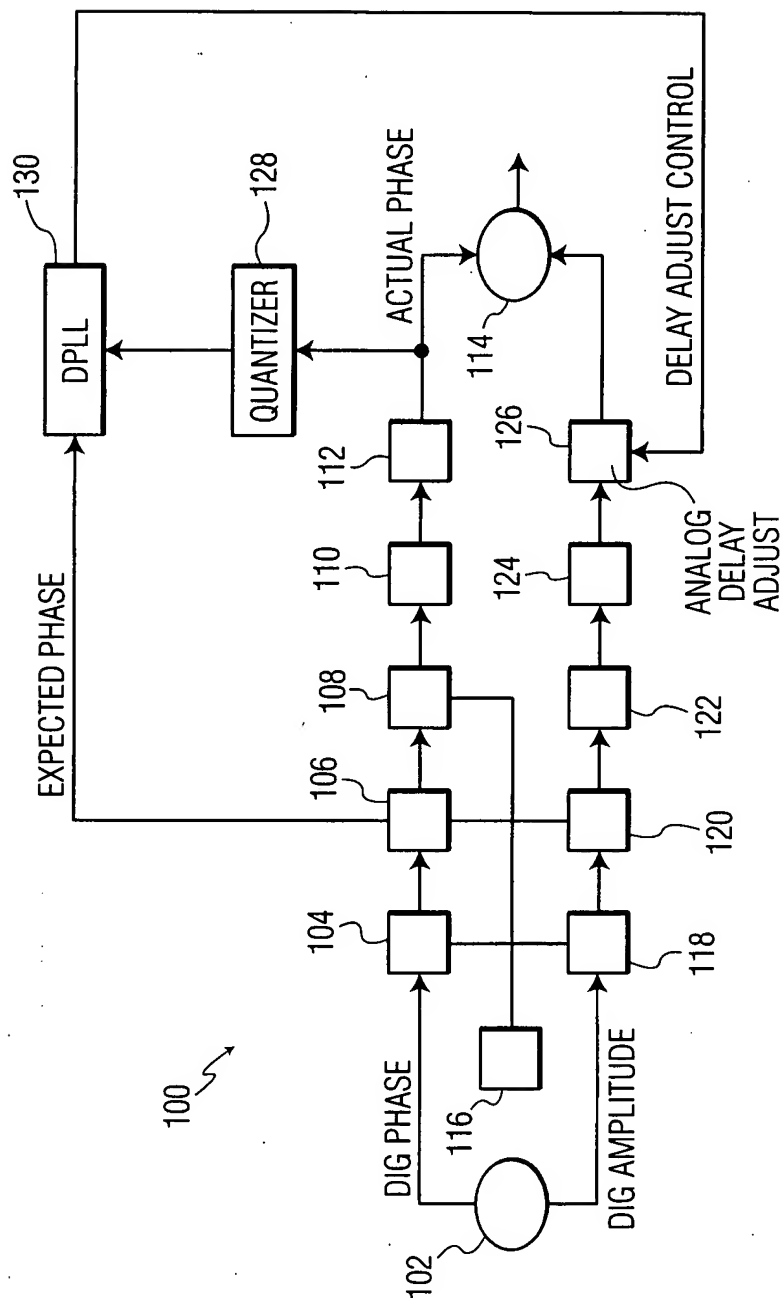 130
DPLL
128
QUANTIZER
EXPECTED PHASE
ACTUAL PHASE
112
114
110
108
106
104
126
124
ANALOG
DELAY
ADJUST
DELAY ADJUST CONTROL
122
120
118
100
DIG PHASE
116
DIG AMPLITUDE
102